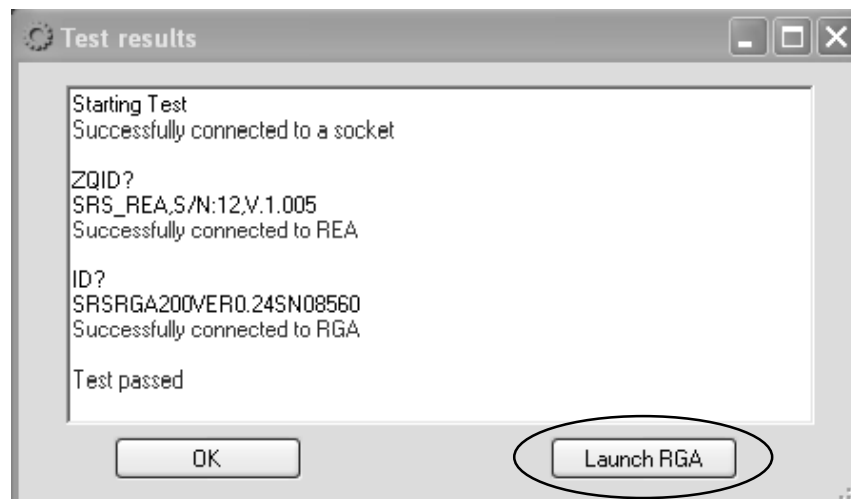 Test results
Starting Test
Successfully connected to a socket
ZQID?
SRS_REA,S/N:12,V.1.005
Successfully connected to REA
ID?
SRSRGA200VER0.24SN08560
Successfully connected to RGA
Test passed
OK
Launch RGA